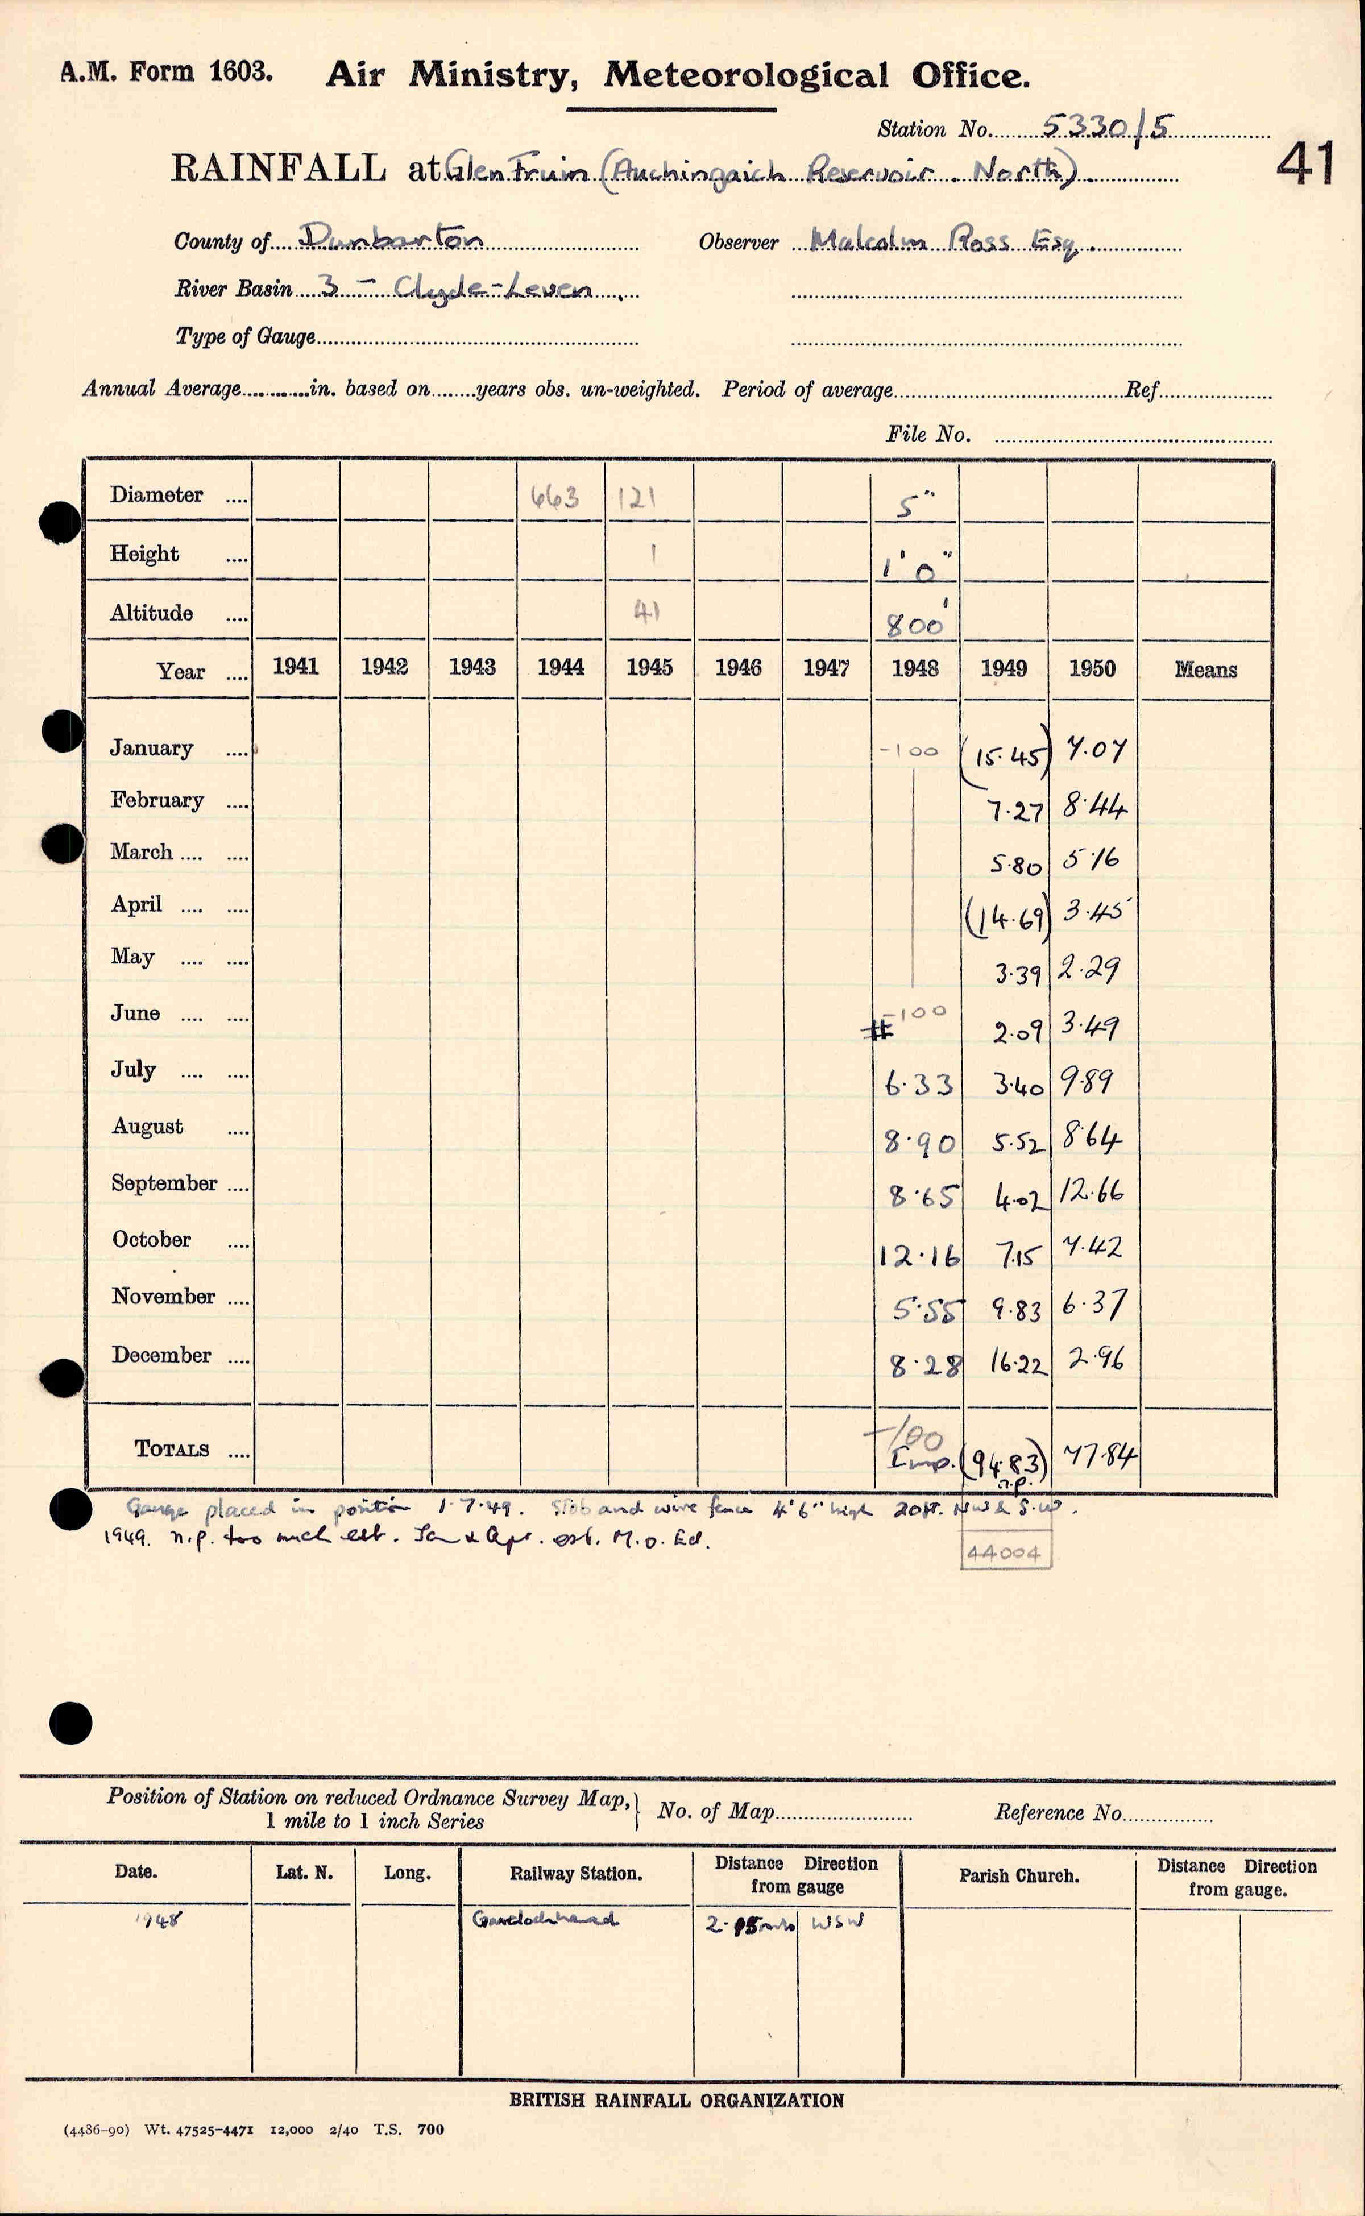 A.M. Form 1603. Air Ministry, Meteorological Office.
Station No. 5330/5
RAINFALL at Glen Fruin (Auchingaich Reservoir. North).
41
County of Dunbarton Observer Malcolm Ross Esq.
River Basin 3 - Clyde-Leven
Type of Gauge
Annual Average in. based on years obs. un-weighted. Period of average Ref
File No.
Diameter 663 121 5"
Height 1 1'0"
Altitude 41 800'
Year 1941 1942 1943 1944 1945 1946 1947 1948 1949 1950 Means
January -100 (15.45) 7.07
February 7.27 8.44
March 5.80 5.16
April (14.69) 3.45
May 3.39 2.29
June -100 2.09 3.49
July 6.33 3.40 9.89
August 8.90 5.52 8.64
September 8.65 4.02 12.66
October 12.16 7.15 7.42
November 5.55 9.83 6.37
December 8.28 16.22 2.96
-100
TOTALS Imp. (94.83) 77.84
n.p.
Gauge placed in position 1.7.49. Stob and wire fence 4'6" high 20ft. NW & S.W.
1949. n.p. too much est. Jan & Apr. est. M.O. Ed.
44004
Position of Station on reduced Ordnance Survey Map, No. of Map Reference No.
1 mile to 1 inch Series
Date. Lat. N. Long. Railway Station. Distance Direction from gauge Parish Church. Distance Direction from gauge.
1948 Garelochhead WSW
BRITISH RAINFALL ORGANIZATION
(4486-90) Wt. 47525-4471 12,000 2/40 T.S. 700